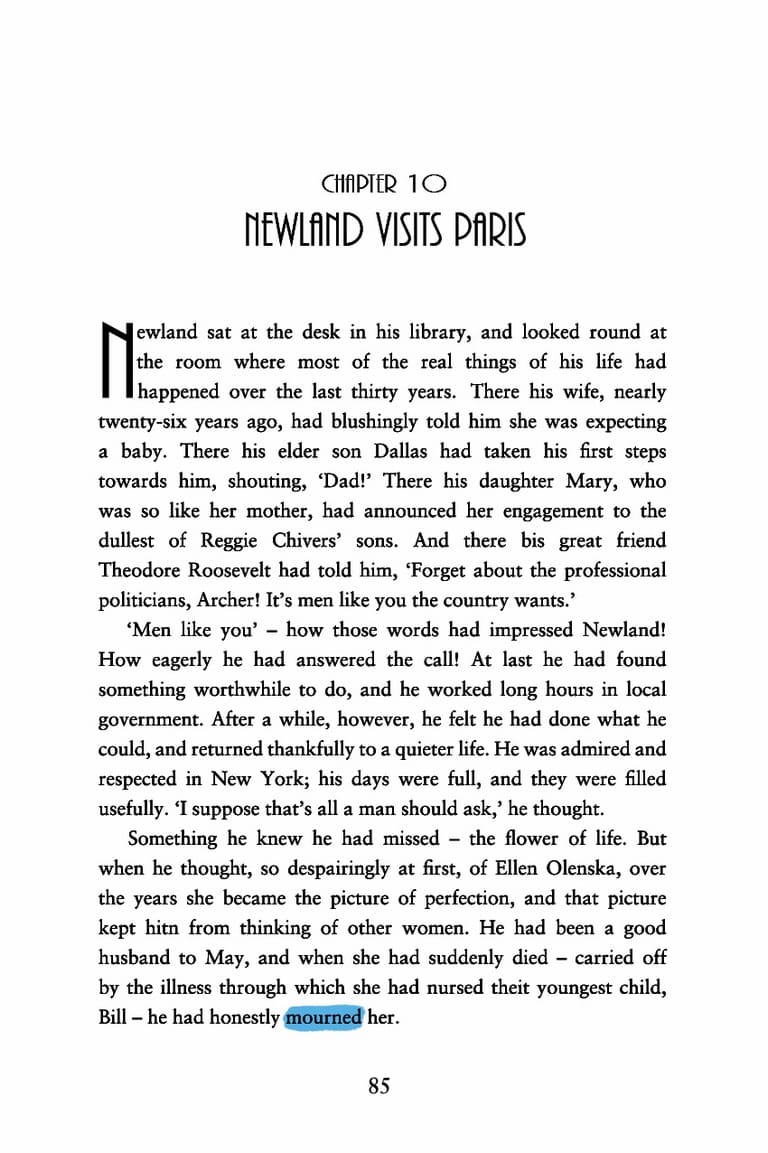 CHAPTER 10
NEWLAND VISITS PARIS
Newland sat at the desk in his library, and looked round at
the room where most of the real things of his life had
happened over the last thirty years. There his wife, nearly
twenty-six years ago, had blushingly told him she was expecting
a baby. There his elder son Dallas had taken his first steps
towards him, shouting, ‘Dad!’ There his daughter Mary, who
was so like her mother, had announced her engagement to the
dullest of Reggie Chivers’ sons. And there bis great friend
Theodore Roosevelt had told him, ‘Forget about the professional
politicians, Archer! It’s men like you the country wants.’
‘Men like you’ – how those words had impressed Newland!
How eagerly he had answered the call! At last he had found
something worthwhile to do, and he worked long hours in local
government. After a while, however, he felt he had done what he
could, and returned thankfully to a quieter life. He was admired and
respected in New York; his days were full, and they were filled
usefully. ‘I suppose that’s all a man should ask,’ he thought.
Something he knew he had missed – the flower of life. But
when he thought, so despairingly at first, of Ellen Olenska, over
the years she became the picture of perfection, and that picture
kept hitn from thinking of other women. He had been a good
husband to May, and when she had suddenly died – carried off
by the illness through which she had nursed theit youngest child,
Bill – he had honestly mourned her.
85